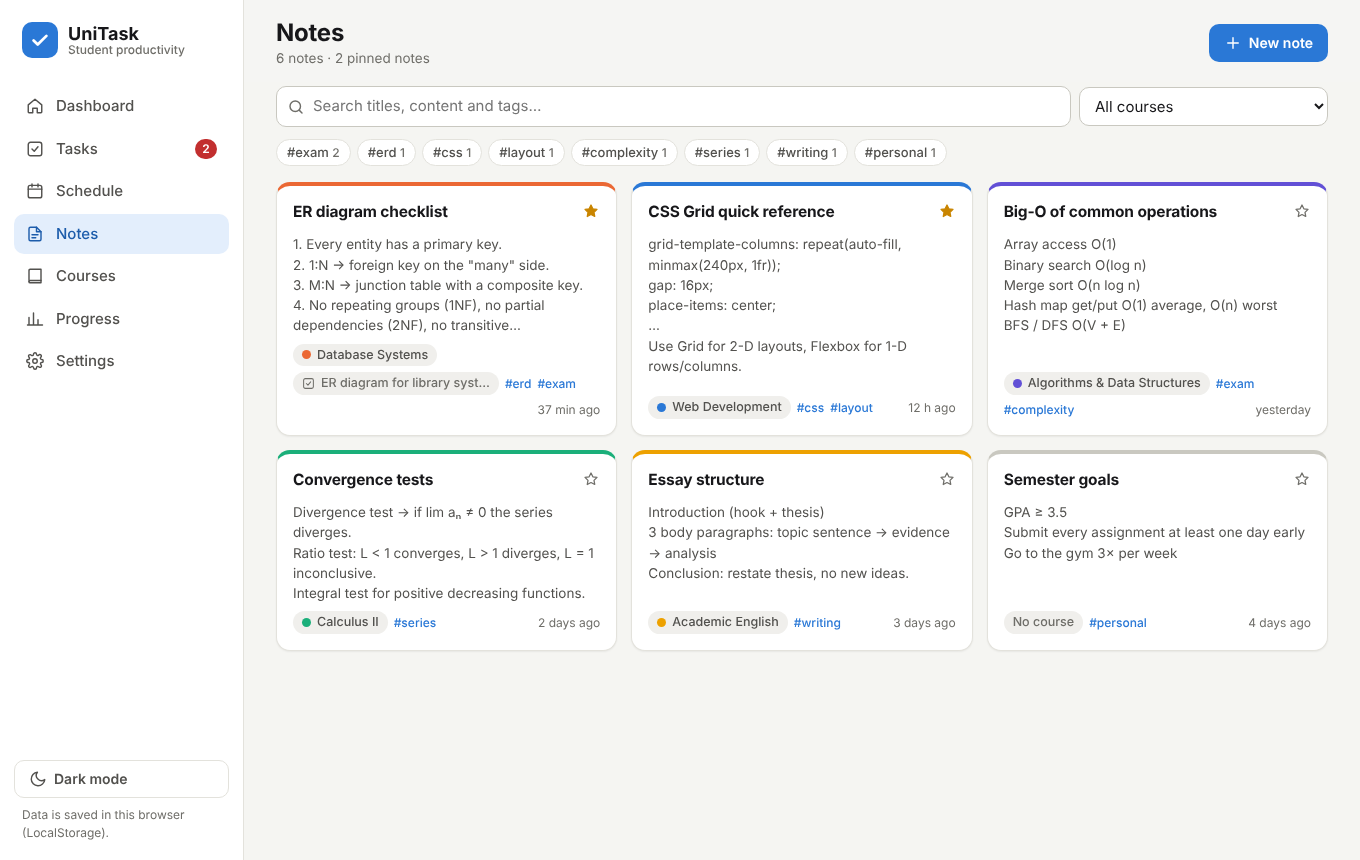 UniTask
Student productivity
Dashboard
Tasks
2
Schedule
Notes
Courses
Progress
Settings
Dark mode
Data is saved in this browser
(LocalStorage).
Notes
6 notes · 2 pinned notes
New note
Search titles, content and tags...
All courses
#exam 2
#erd 1
#css 1
#layout 1
#complexity 1
#series 1
#writing 1
#personal 1
ER diagram checklist
1. Every entity has a primary key.
2. 1:N → foreign key on the "many" side.
3. M:N → junction table with a composite key.
4. No repeating groups (1NF), no partial
dependencies (2NF), no transitive...
Database Systems
ER diagram for library syst... #erd #exam
37 min ago
CSS Grid quick reference
grid-template-columns: repeat(auto-fill,
minmax(240px, 1fr));
gap: 16px;
place-items: center;
...
Use Grid for 2-D layouts, Flexbox for 1-D
rows/columns.
Web Development #css #layout 12 h ago
Big-O of common operations
Array access O(1)
Binary search O(log n)
Merge sort O(n log n)
Hash map get/put O(1) average, O(n) worst
BFS / DFS O(V + E)
Algorithms & Data Structures #exam
#complexity yesterday
Convergence tests
Divergence test → if lim aₙ ≠ 0 the series
diverges.
Ratio test: L < 1 converges, L > 1 diverges, L = 1
inconclusive.
Integral test for positive decreasing functions.
Calculus II #series 2 days ago
Essay structure
Introduction (hook + thesis)
3 body paragraphs: topic sentence → evidence
→ analysis
Conclusion: restate thesis, no new ideas.
Academic English #writing 3 days ago
Semester goals
GPA ≥ 3.5
Submit every assignment at least one day early
Go to the gym 3× per week
No course #personal 4 days ago